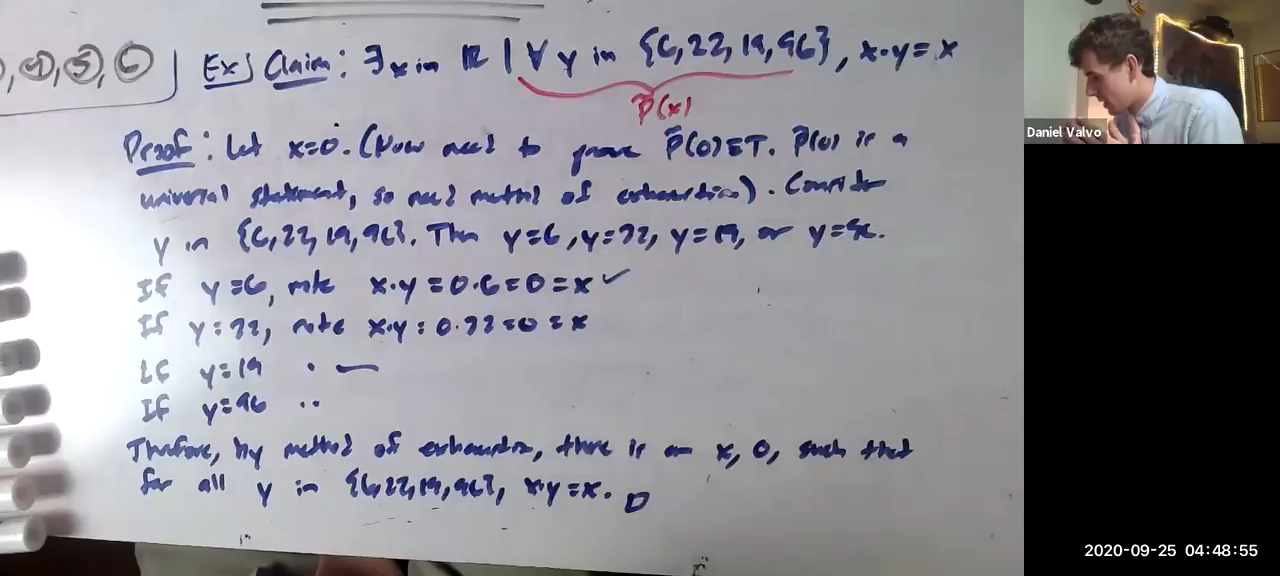 4, 5, 6
Ex) Claim: ∃x in ℝ | ∀ y in {6, 22, 19, 96}, x·y = x
P̃(x)
Proof: Let x=0. (Now need to prove P̃(0)≡T. P̃(0) is a
universal statement, so need method of exhaustion). Consider
y in {6, 22, 19, 96}. Then y=6, y=22, y=19, or y=96.
If y=6, note x·y = 0·6 = 0 = x ✓
If y=22, note x·y = 0·22 = 0 = x
If y=19 · —
If y=96 ··
Therefore, by method of exhaustion, there is an x, 0, such that
for all y in {6, 22, 19, 96}, x·y = x. □
Daniel Valvo
2020-09-25 04:48:55